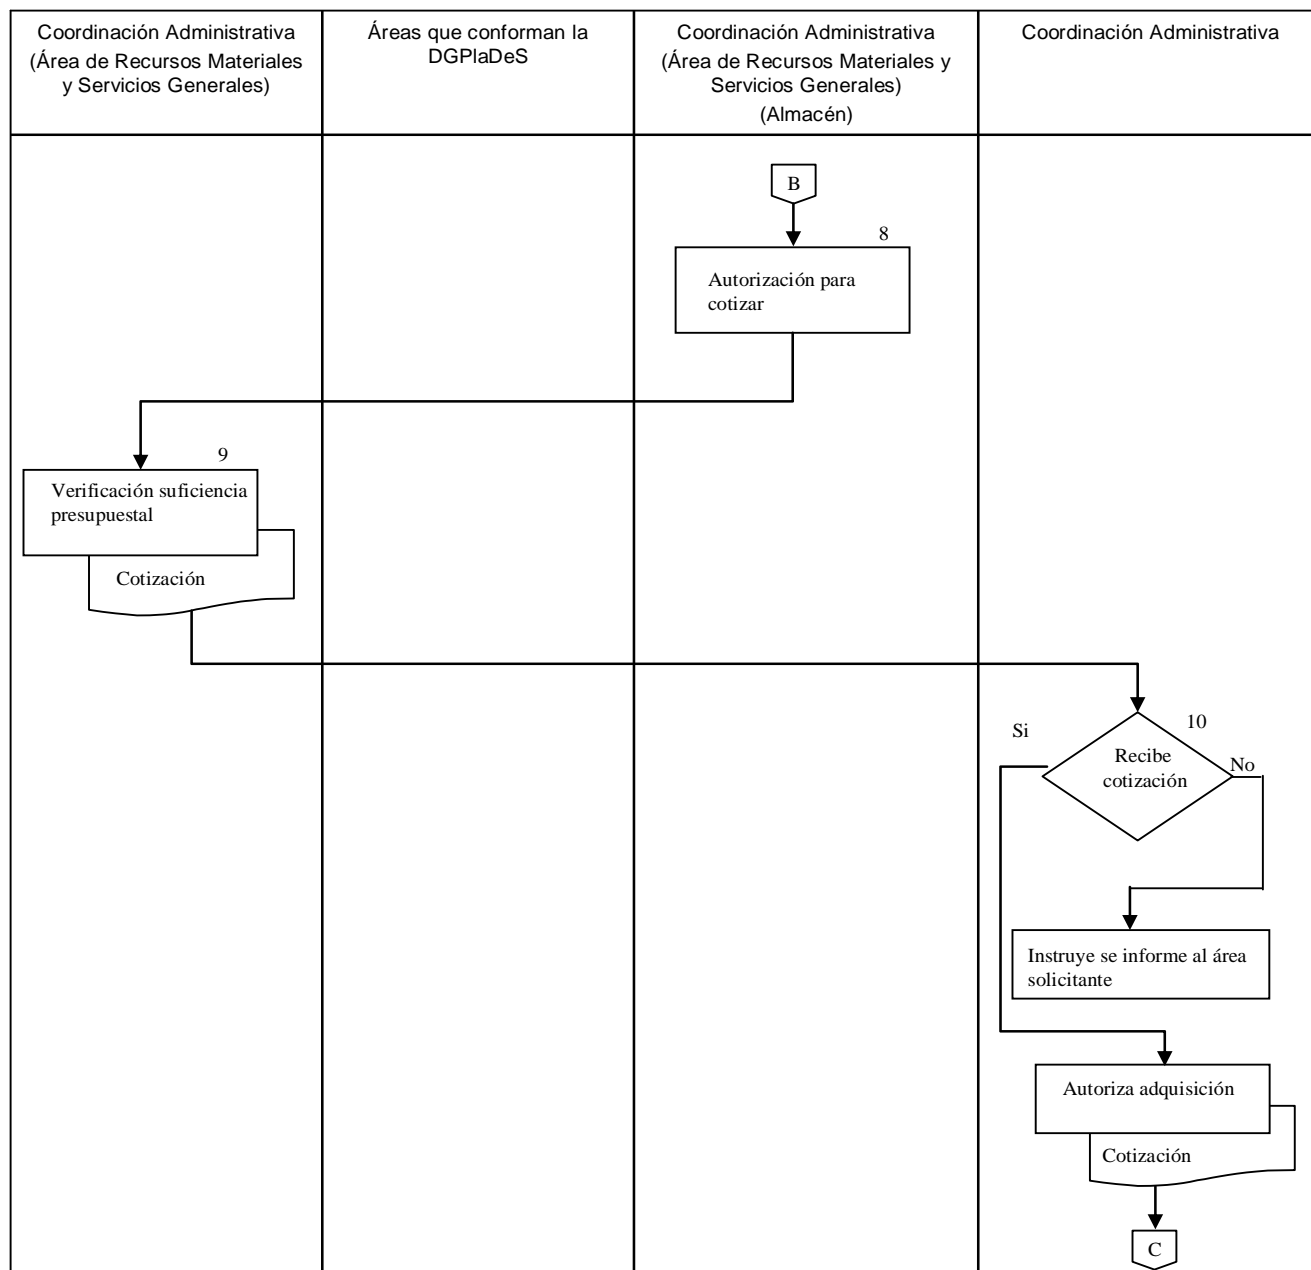 Coordinación Administrativa
(Área de Recursos Materiales
y Servicios Generales)
Áreas que conforman la
DGPlaDeS
Coordinación Administrativa
(Área de Recursos Materiales y
Servicios Generales)
(Almacén)
Coordinación Administrativa
B
8
Autorización para
cotizar
9
Verificación suficiencia
presupuestal
Cotización
10
Si
Recibe
cotización
No
Instruye se informe al área
solicitante
Autoriza adquisición
Cotización
C